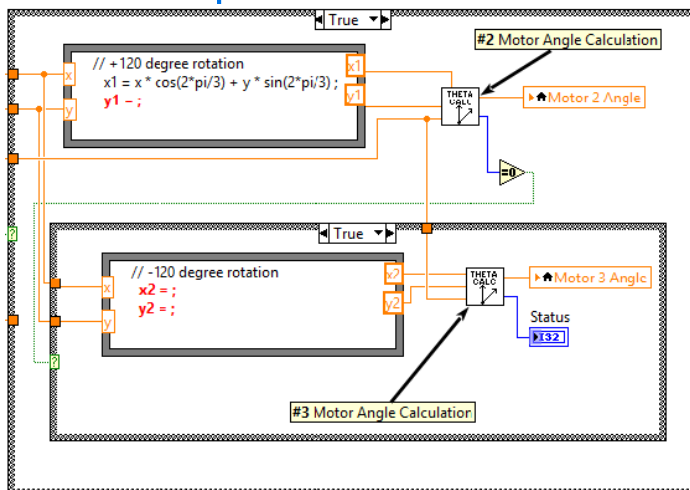 True
#2 Motor Angle Calculation
// +120 degree rotation
x
x1 = x * cos(2*pi/3) + y * sin(2*pi/3) ;
x1
y
y1 = ;
y1
THETA
CALC
Motor 2 Angle
=0
?
True
// -120 degree rotation
x
x2 = ;
x2
y
y2 = ;
y2
THETA
CALC
Motor 3 Angle
Status
I32
?
#3 Motor Angle Calculation